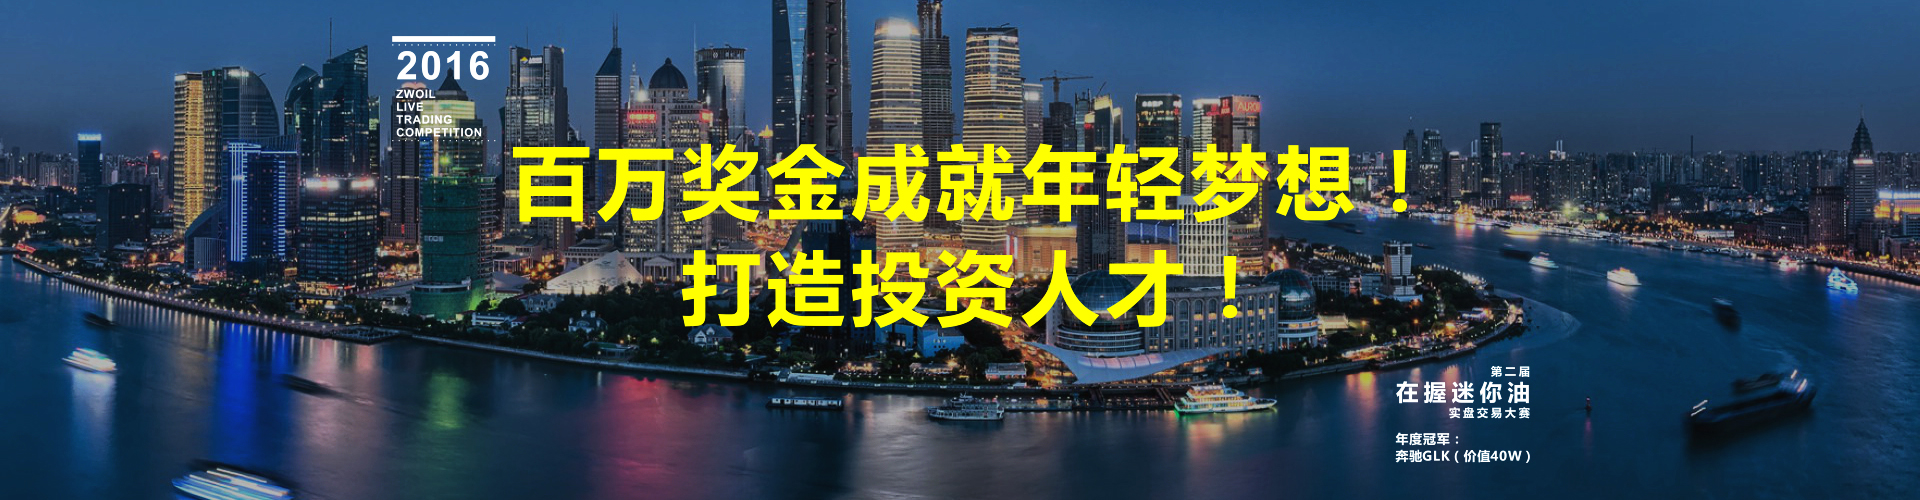 2016
ZWOIL
LIVE
TRADING
COMPETITION
百万奖金成就年轻梦想！
打造投资人才！
第二届
在握迷你油
实盘交易大赛
年度冠军：
奔驰GLK（价值40W）